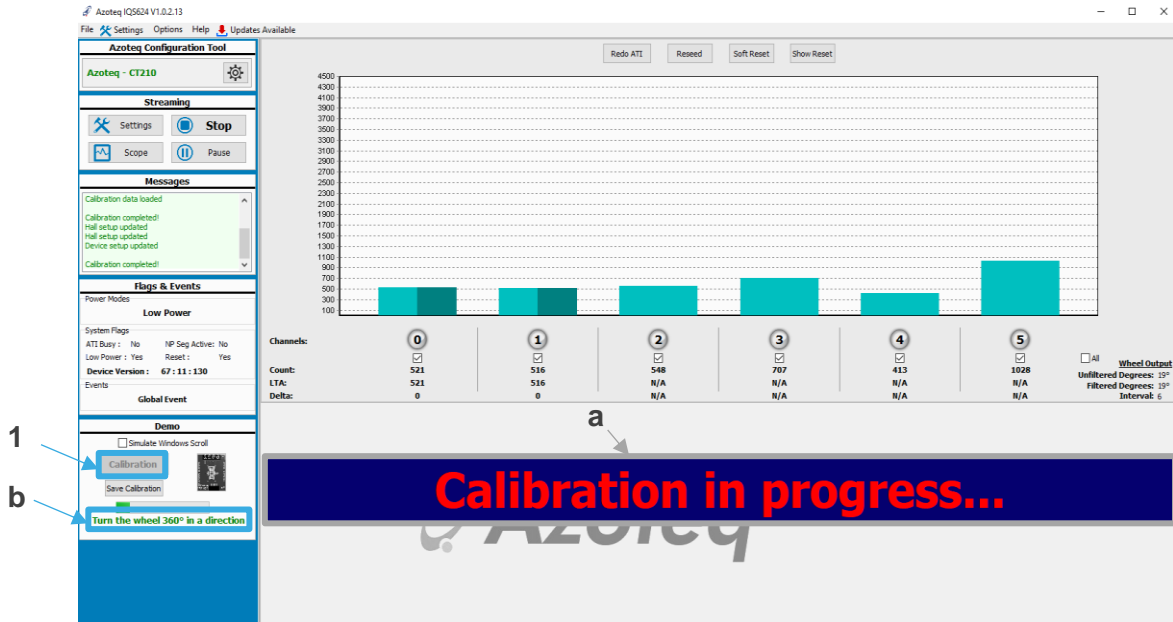 Azoteq IQS624 V1.0.2.13
File Settings Options Help Updates Available
Azoteq Configuration Tool
Azoteq - CT210
Streaming
Settings Stop
Scope Pause
Messages
Calibration data loaded
Calibration completed!
Hall setup updated
Hall setup updated
Device setup updated
Calibration completed!
Flags & Events
Power Modes
Low Power
System Flags
ATI Busy : No NP Seg Active: No
Low Power : Yes Reset : Yes
Device Version : 67 : 11 : 130
Events
Global Event
Demo
Simulate Windows Scroll
1
Calibration
Save Calibration
b
Turn the wheel 360° in a direction
Redo ATI Reseed Soft Reset Show Reset
4500
4300
4100
3900
3700
3500
3300
3100
2900
2700
2500
2300
2100
1900
1700
1500
1300
1100
900
700
500
300
100
Channels: 0 1 2 3 4 5
All Wheel Output
Count: 521 516 548 707 413 1028
Unfiltered Degrees: 19°
LTA: 521 516 N/A N/A N/A N/A
Filtered Degrees: 19°
Delta: 0 0 N/A N/A N/A N/A
Interval: 6
a
Calibration in progress...
Azoteq